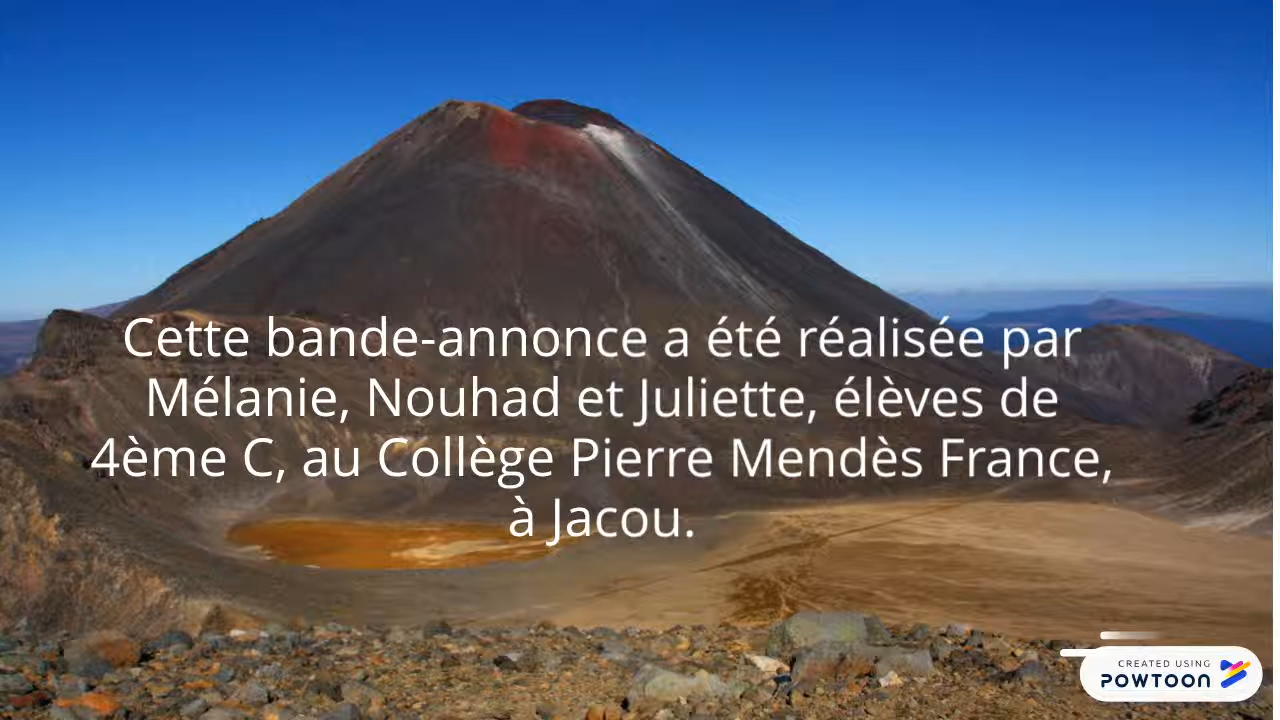 Cette bande-annonce a été réalisée par
Mélanie, Nouhad et Juliette, élèves de
4ème C, au Collège Pierre Mendès France,
à Jacou.
CREATED USING
POWTOON